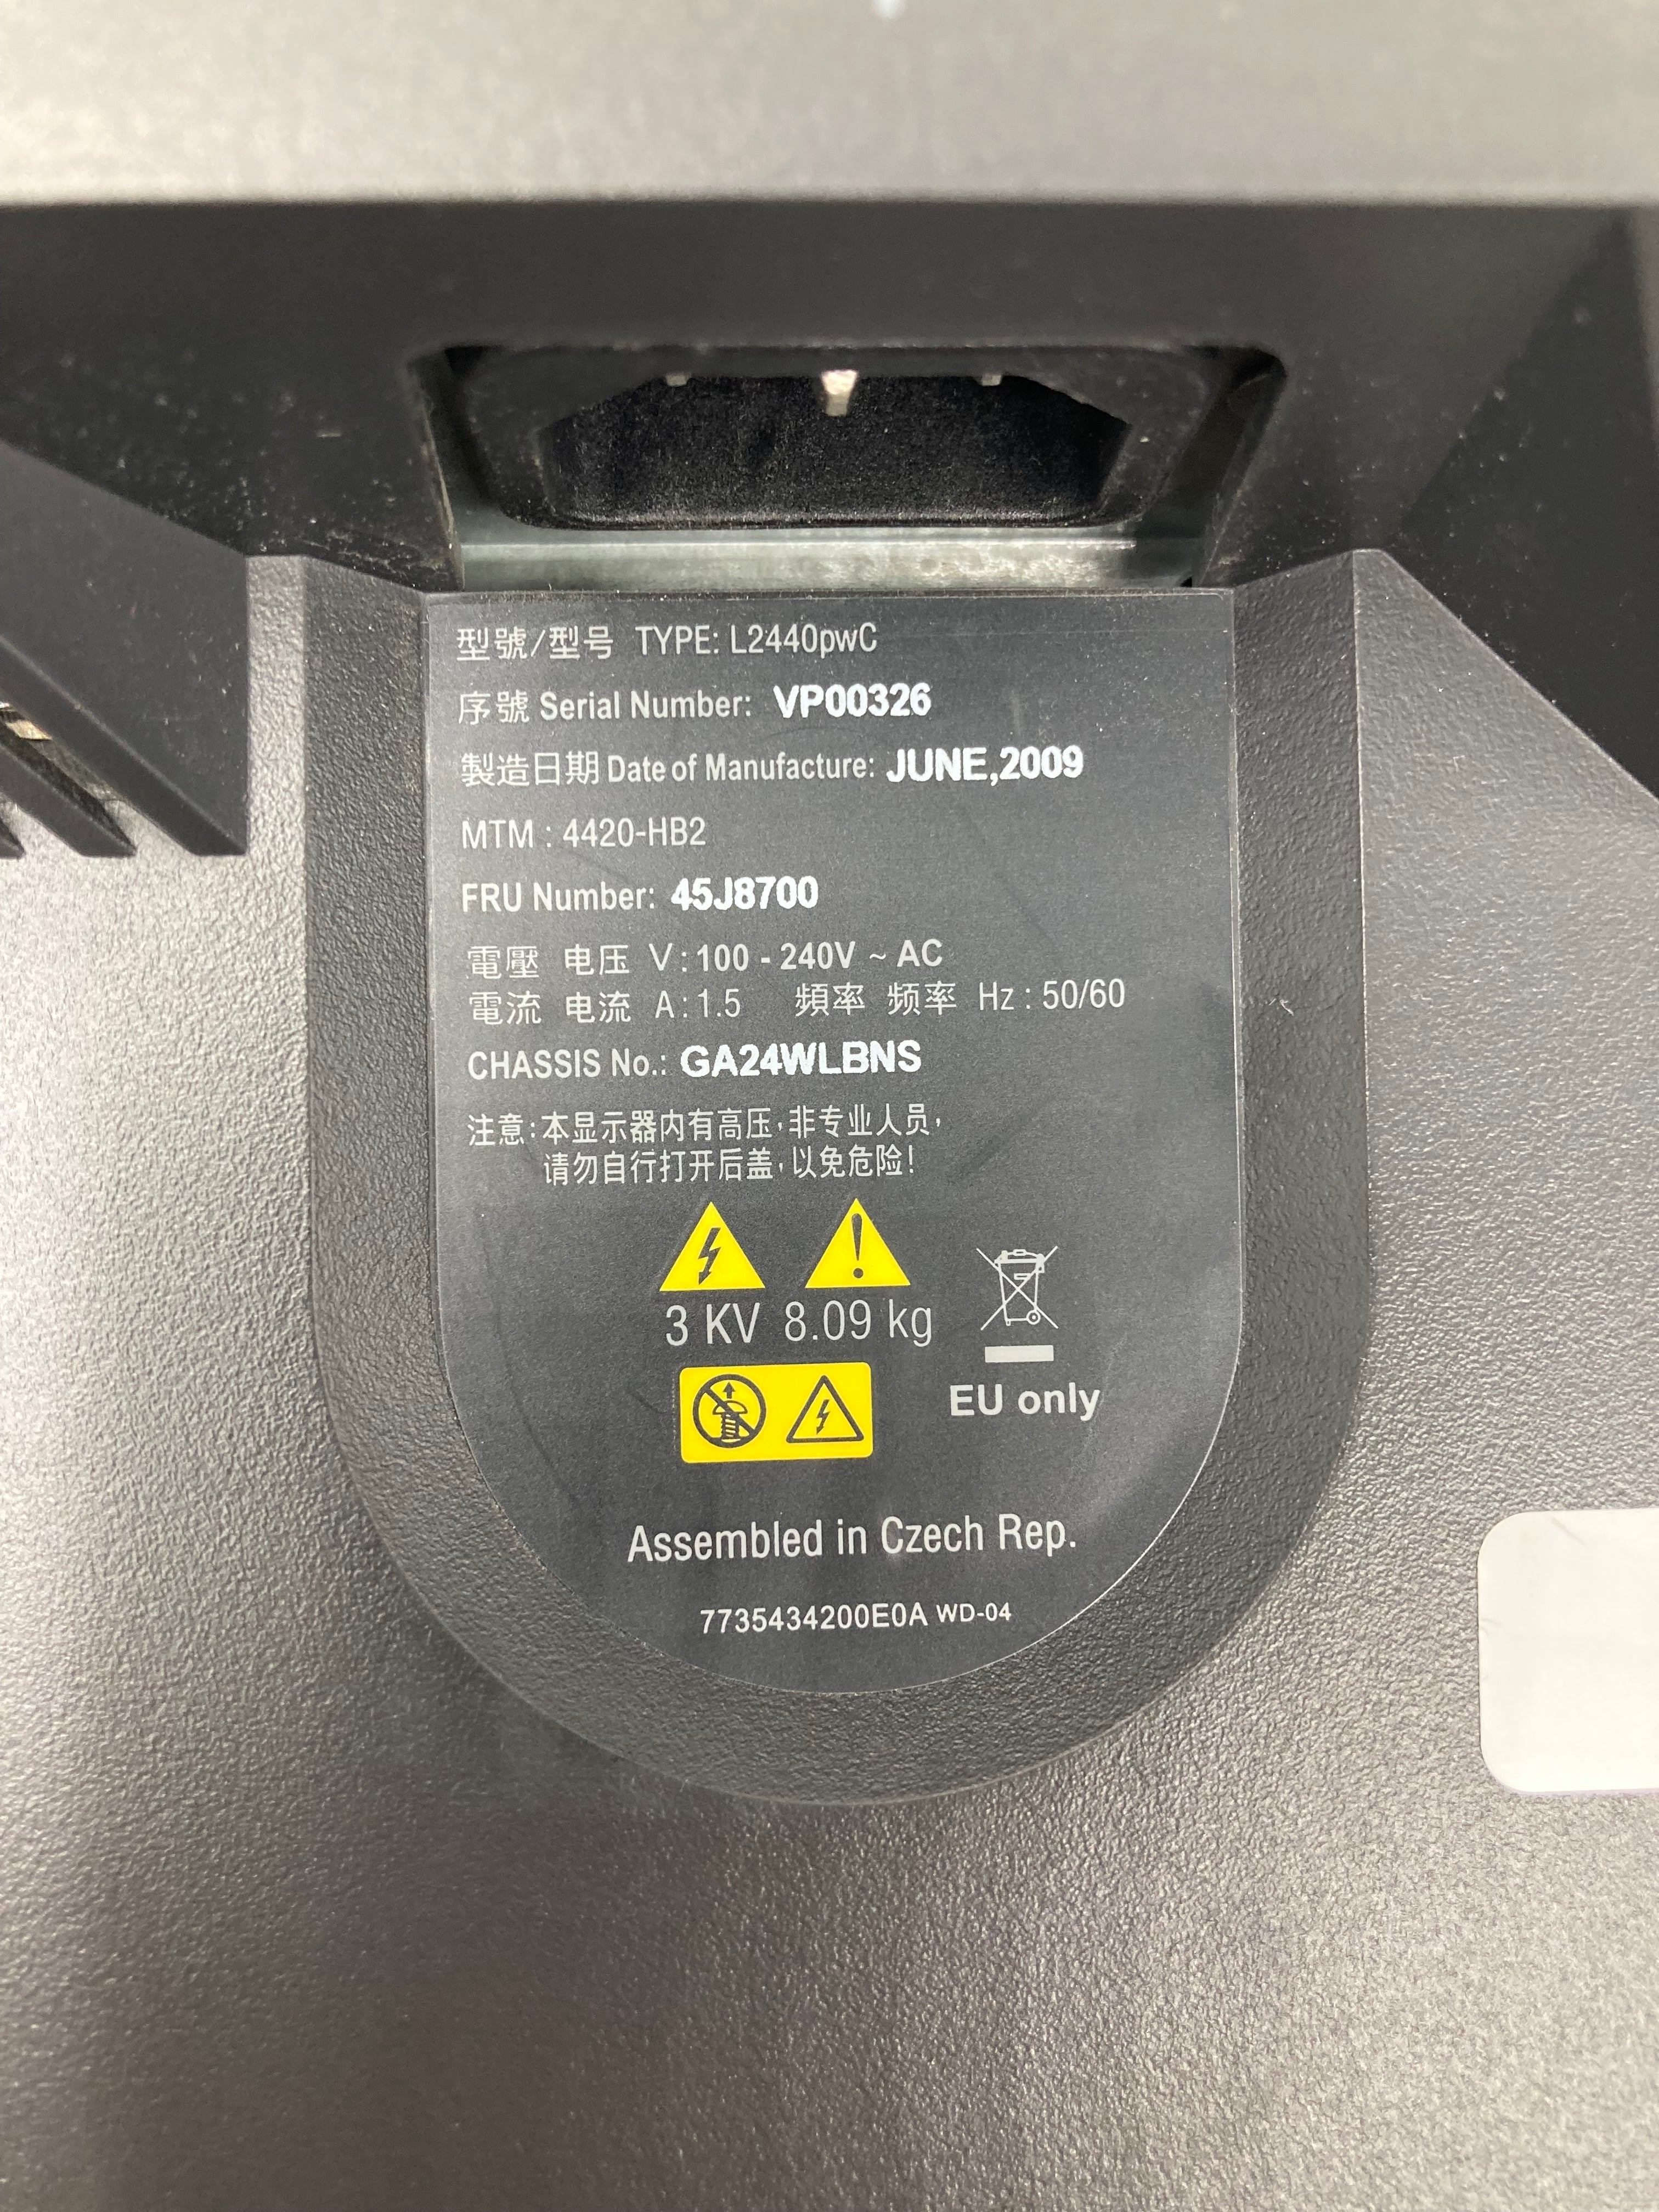 型號/型号 TYPE: L2440pwC
序號 Serial Number: VP00326
製造日期 Date of Manufacture: JUNE,2009
MTM : 4420-HB2
FRU Number: 45J8700
電壓 电压 V : 100 - 240V ~ AC
電流 电流 A : 1.5 頻率 频率 Hz : 50/60
CHASSIS No.: GA24WLBNS
注意:本显示器内有高压,非专业人员,
请勿自行打开后盖,以免危险!
3 KV 8.09 kg
EU only
Assembled in Czech Rep.
7735434200E0A WD-04